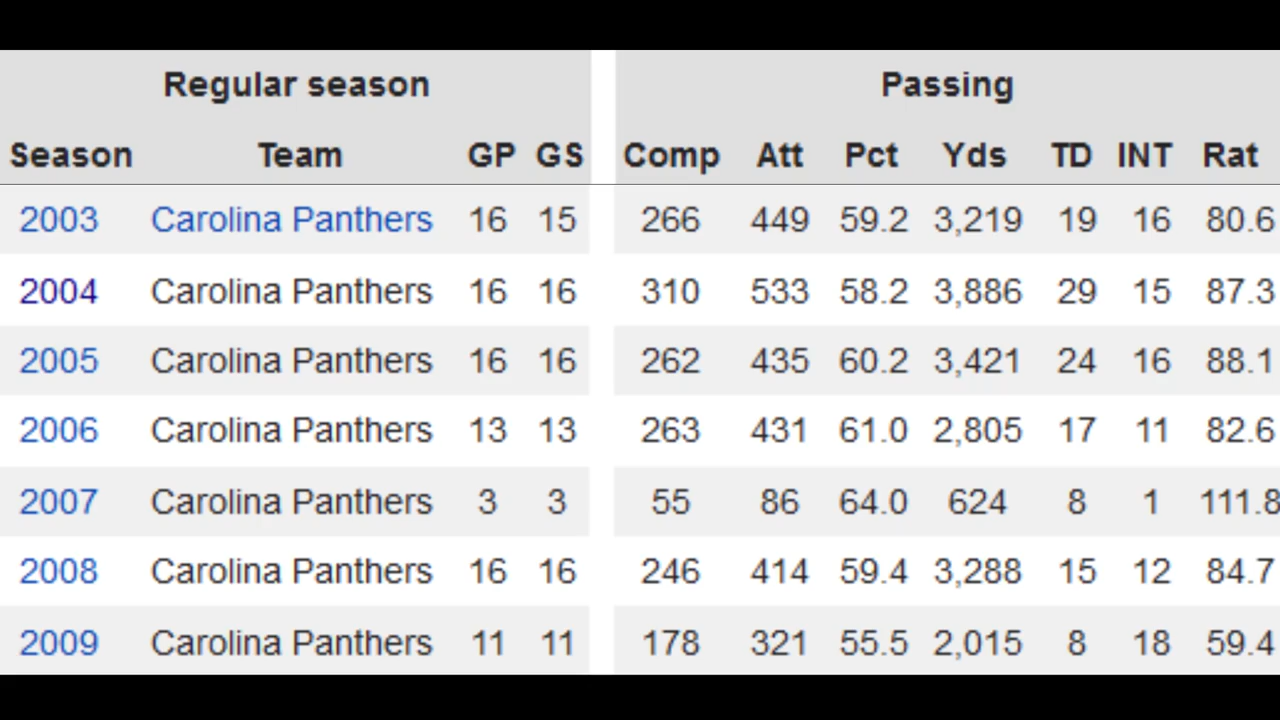 Regular season Passing
Season Team GP GS Comp Att Pct Yds TD INT Rat
2003 Carolina Panthers 16 15 266 449 59.2 3,219 19 16 80.6
2004 Carolina Panthers 16 16 310 533 58.2 3,886 29 15 87.3
2005 Carolina Panthers 16 16 262 435 60.2 3,421 24 16 88.1
2006 Carolina Panthers 13 13 263 431 61.0 2,805 17 11 82.6
2007 Carolina Panthers 3 3 55 86 64.0 624 8 1 111.8
2008 Carolina Panthers 16 16 246 414 59.4 3,288 15 12 84.7
2009 Carolina Panthers 11 11 178 321 55.5 2,015 8 18 59.4